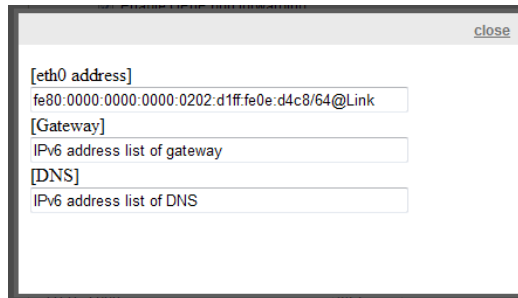 close
[eth0 address]
fe80:0000:0000:0000:0202:d1ff:fe0e:d4c8/64@Link
[Gateway]
IPv6 address list of gateway
[DNS]
IPv6 address list of DNS